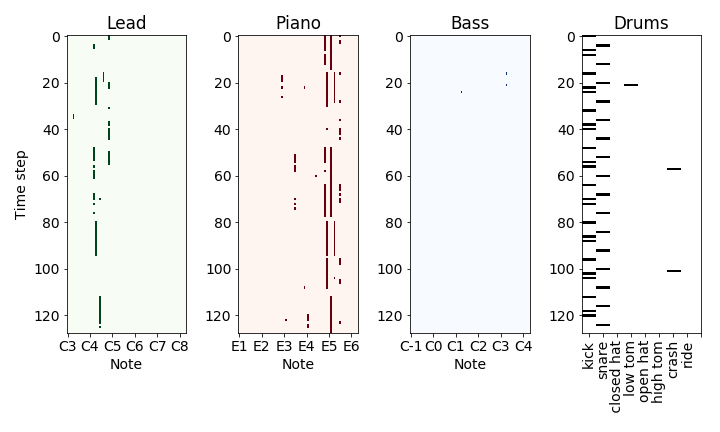 Lead Piano Bass Drums
0 0 0 0
20 20 20 20
40 40 40 40
60 60 60 60
80 80 80 80
100 100 100 100
120 120 120 120
Time step
C3 C4 C5 C6 C7 C8 E1 E2 E3 E4 E5 E6 C-1 C0 C1 C2 C3 C4
Note Note Note
kick
snare
closed hat
low tom
open hat
high tom
crash
ride